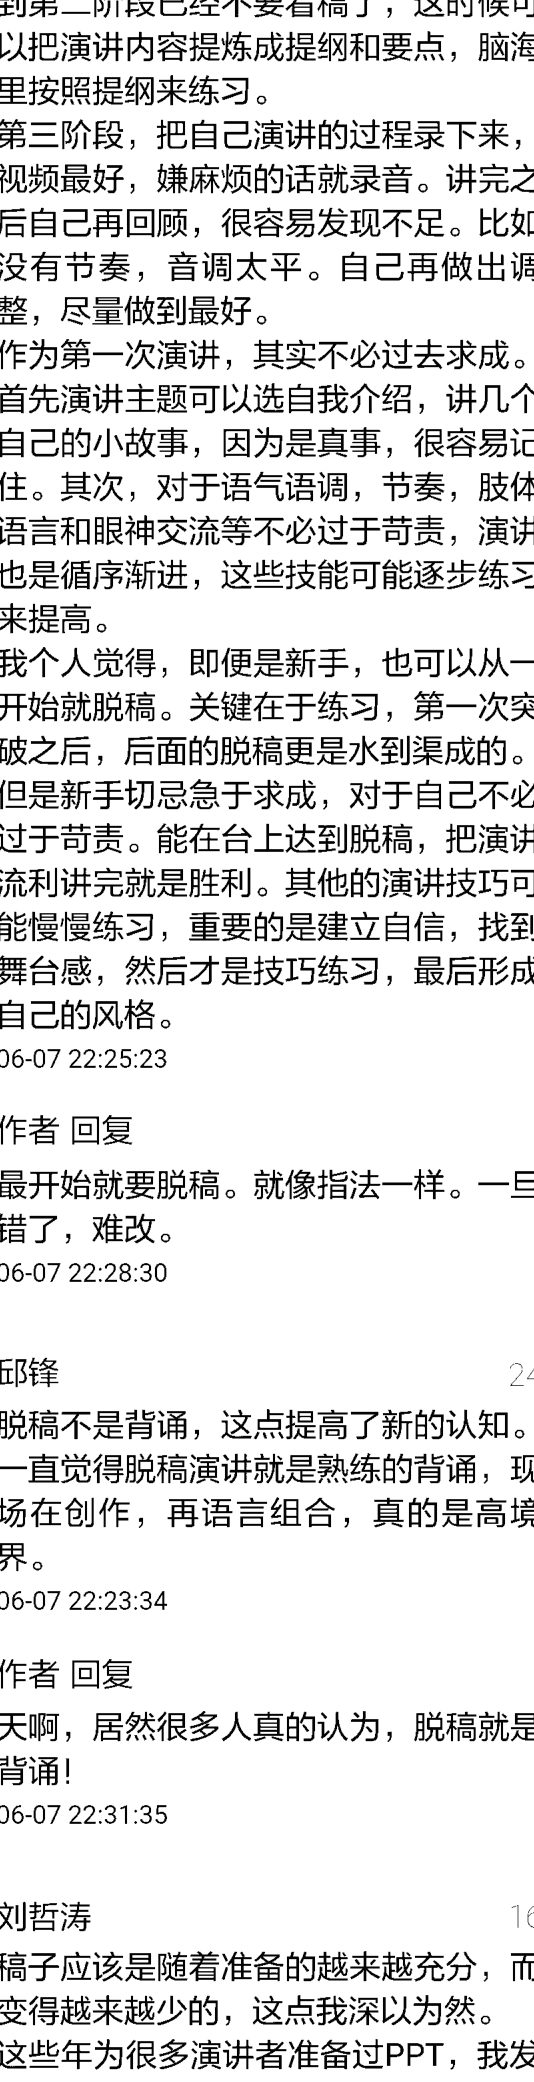 到第二阶段已经不要看稿了，这时候可
以把演讲内容提炼成提纲和要点，脑海
里按照提纲来练习。
第三阶段，把自己演讲的过程录下来，
视频最好，嫌麻烦的话就录音。讲完之
后自己再回顾，很容易发现不足。比如
没有节奏，音调太平。自己再做出调
整，尽量做到最好。
作为第一次演讲，其实不必过去求成。
首先演讲主题可以选自我介绍，讲几个
自己的小故事，因为是真事，很容易记
住。其次，对于语气语调，节奏，肢体
语言和眼神交流等不必过于苛责，演讲
也是循序渐进，这些技能可能逐步练习
来提高。
我个人觉得，即便是新手，也可以从一
开始就脱稿。关键在于练习，第一次突
破之后，后面的脱稿更是水到渠成的。
但是新手切忌急于求成，对于自己不必
过于苛责。能在台上达到脱稿，把演讲
流利讲完就是胜利。其他的演讲技巧可
能慢慢练习，重要的是建立自信，找到
舞台感，然后才是技巧练习，最后形成
自己的风格。
06-07 22:25:23
作者 回复
最开始就要脱稿。就像指法一样。一旦
错了，难改。
06-07 22:28:30
邱锋 24
脱稿不是背诵，这点提高了新的认知。
一直觉得脱稿演讲就是熟练的背诵，现
场在创作，再语言组合，真的是高境
界。
06-07 22:23:34
作者 回复
天啊，居然很多人真的认为，脱稿就是
背诵！
06-07 22:31:35
刘哲涛 16
稿子应该是随着准备的越来越充分，而
变得越来越少的，这点我深以为然。
这些年为很多演讲者准备过PPT，我发